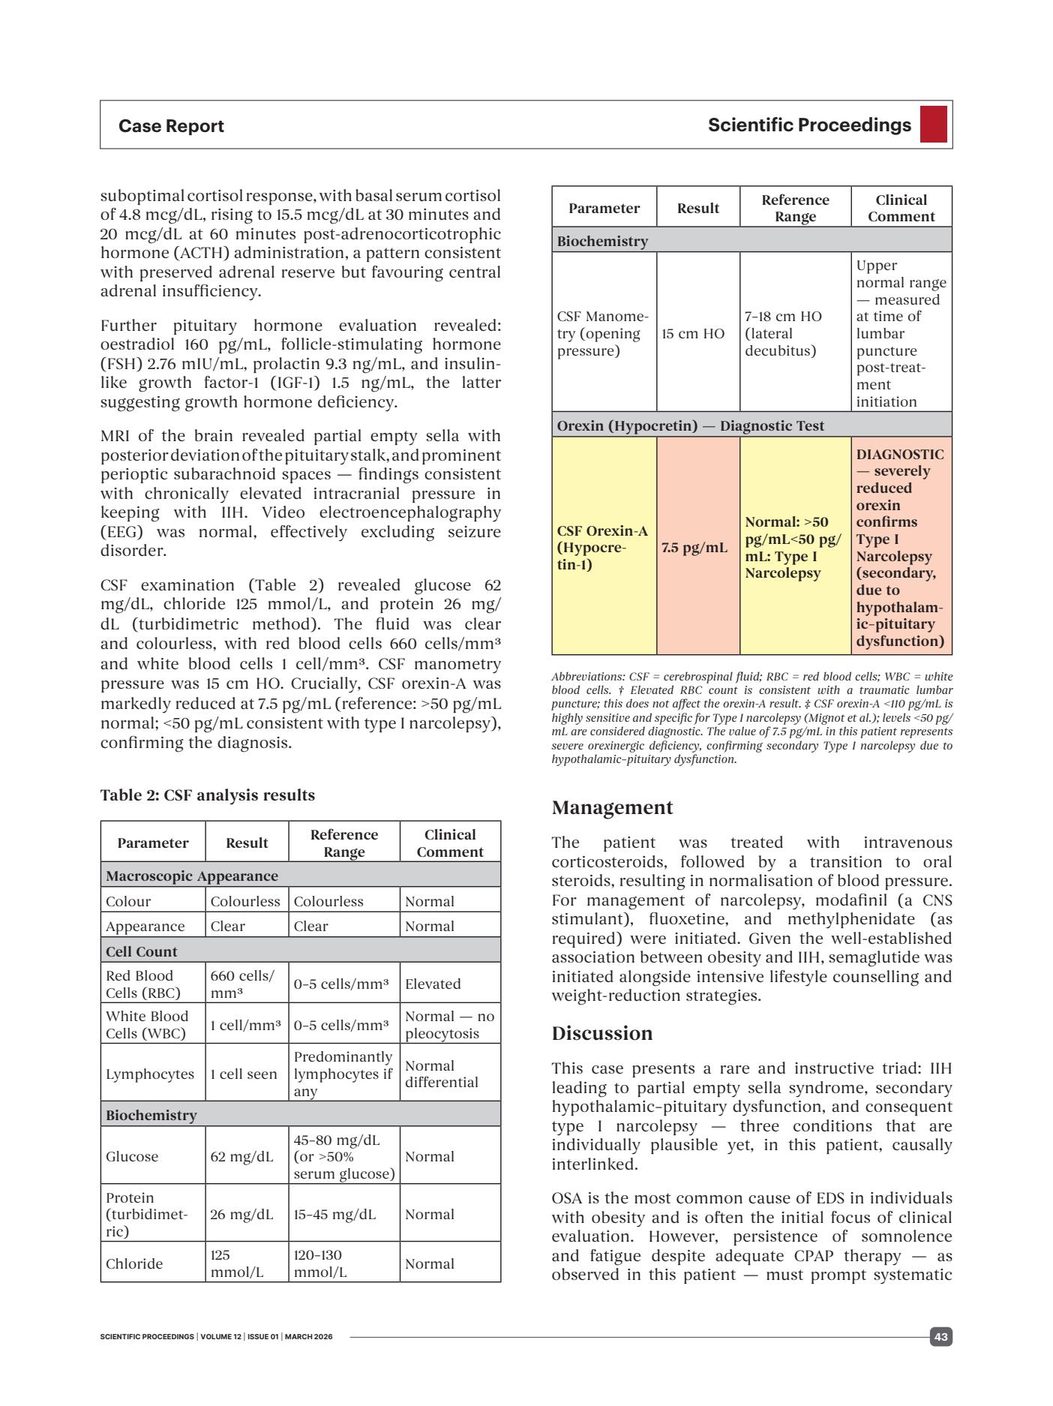 Case Report
Scientific Proceedings
suboptimal cortisol response, with basal serum cortisol
of 4.8 mcg/dL, rising to 15.5 mcg/dL at 30 minutes and
20 mcg/dL at 60 minutes post-adrenocorticotrophic
hormone (ACTH) administration, a pattern consistent
with preserved adrenal reserve but favouring central
adrenal insufficiency.
Further pituitary hormone evaluation revealed:
oestradiol 160 pg/mL, follicle-stimulating hormone
(FSH) 2.76 mIU/mL, prolactin 9.3 ng/mL, and insulin-
like growth factor-1 (IGF-1) 1.5 ng/mL, the latter
suggesting growth hormone deficiency.
MRI of the brain revealed partial empty sella with
posterior deviation of the pituitary stalk, and prominent
perioptic subarachnoid spaces — findings consistent
with chronically elevated intracranial pressure in
keeping with IIH. Video electroencephalography
(EEG) was normal, effectively excluding seizure
disorder.
CSF examination (Table 2) revealed glucose 62
mg/dL, chloride 125 mmol/L, and protein 26 mg/
dL (turbidimetric method). The fluid was clear
and colourless, with red blood cells 660 cells/mm³
and white blood cells 1 cell/mm³. CSF manometry
pressure was 15 cm HO. Crucially, CSF orexin-A was
markedly reduced at 7.5 pg/mL (reference: >50 pg/mL
normal; <50 pg/mL consistent with type I narcolepsy),
confirming the diagnosis.
Table 2: CSF analysis results
Parameter
Result
Reference
Range
Clinical
Comment
Macroscopic Appearance
Colour
Colourless
Colourless
Normal
Appearance
Clear
Clear
Normal
Cell Count
Red Blood
Cells (RBC)
660 cells/
mm³
0–5 cells/mm³
Elevated
White Blood
Cells (WBC)
1 cell/mm³
0–5 cells/mm³
Normal — no
pleocytosis
Lymphocytes
1 cell seen
Predominantly
lymphocytes if
any
Normal
differential
Biochemistry
Glucose
62 mg/dL
45–80 mg/dL
(or >50%
serum glucose)
Normal
Protein
(turbidimet-
ric)
26 mg/dL
15–45 mg/dL
Normal
Chloride
125
mmol/L
120–130
mmol/L
Normal
Parameter
Result
Reference
Range
Clinical
Comment
Biochemistry
CSF Manome-
try (opening
pressure)
15 cm HO
7–18 cm HO
(lateral
decubitus)
Upper
normal range
— measured
at time of
lumbar
puncture
post-treat-
ment
initiation
Orexin (Hypocretin) — Diagnostic Test
CSF Orexin-A
(Hypocre-
tin-1)
7.5 pg/mL
Normal: >50
pg/mL<50 pg/
mL: Type I
Narcolepsy
DIAGNOSTIC
— severely
reduced
orexin
confirms
Type I
Narcolepsy
(secondary,
due to
hypothalam-
ic–pituitary
dysfunction)
Abbreviations: CSF = cerebrospinal fluid; RBC = red blood cells; WBC = white
blood cells. † Elevated RBC count is consistent with a traumatic lumbar
puncture; this does not affect the orexin-A result. ‡ CSF orexin-A <110 pg/mL is
highly sensitive and specific for Type I narcolepsy (Mignot et al.); levels <50 pg/
mL are considered diagnostic. The value of 7.5 pg/mL in this patient represents
severe orexinergic deficiency, confirming secondary Type I narcolepsy due to
hypothalamic–pituitary dysfunction.
Management
The patient was treated with intravenous
corticosteroids, followed by a transition to oral
steroids, resulting in normalisation of blood pressure.
For management of narcolepsy, modafinil (a CNS
stimulant), fluoxetine, and methylphenidate (as
required) were initiated. Given the well-established
association between obesity and IIH, semaglutide was
initiated alongside intensive lifestyle counselling and
weight-reduction strategies.
Discussion
This case presents a rare and instructive triad: IIH
leading to partial empty sella syndrome, secondary
hypothalamic–pituitary dysfunction, and consequent
type I narcolepsy — three conditions that are
individually plausible yet, in this patient, causally
interlinked.
OSA is the most common cause of EDS in individuals
with obesity and is often the initial focus of clinical
evaluation. However, persistence of somnolence
and fatigue despite adequate CPAP therapy — as
observed in this patient — must prompt systematic
SCIENTIFIC PROCEEDINGS | VOLUME 12 | ISSUE 01 | MARCH 2026
43